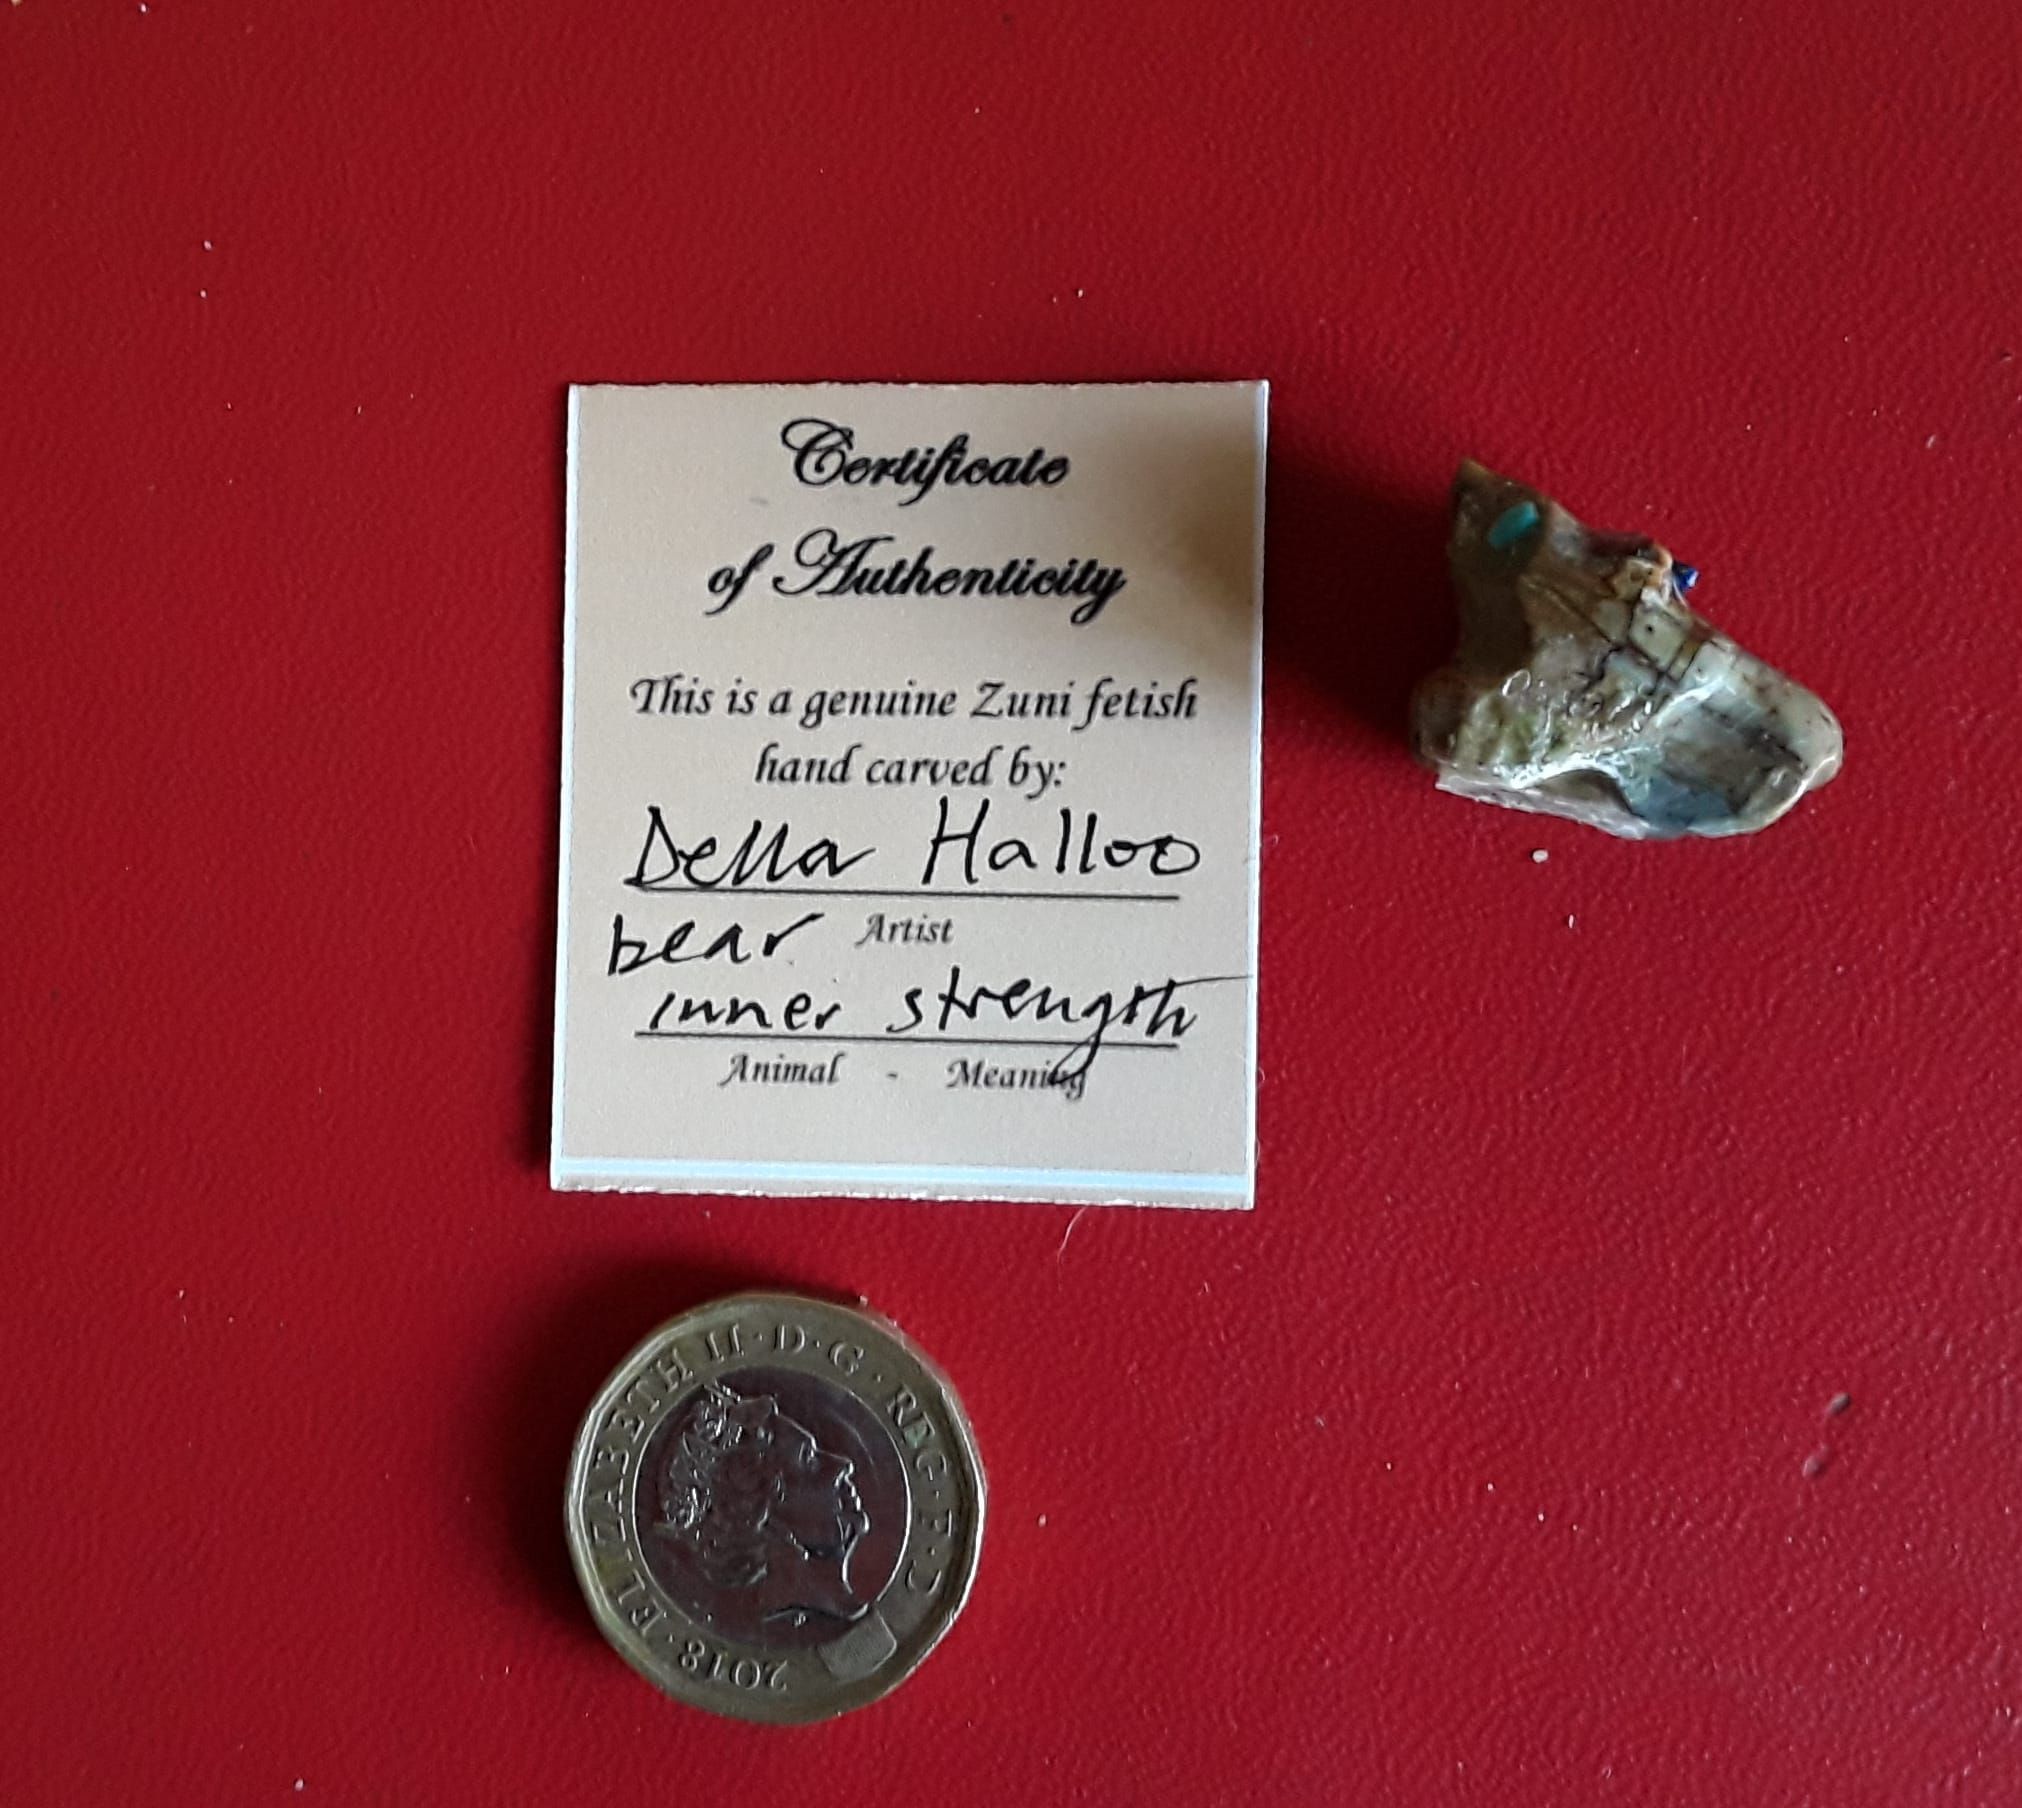 Certificate
of Authenticity
This is a genuine Zuni fetish
hand carved by:
Della Halloo
bear Artist
inner strength
Animal - Meaning
ELIZABETH II · D · G · REG · F · D · 2018 ·